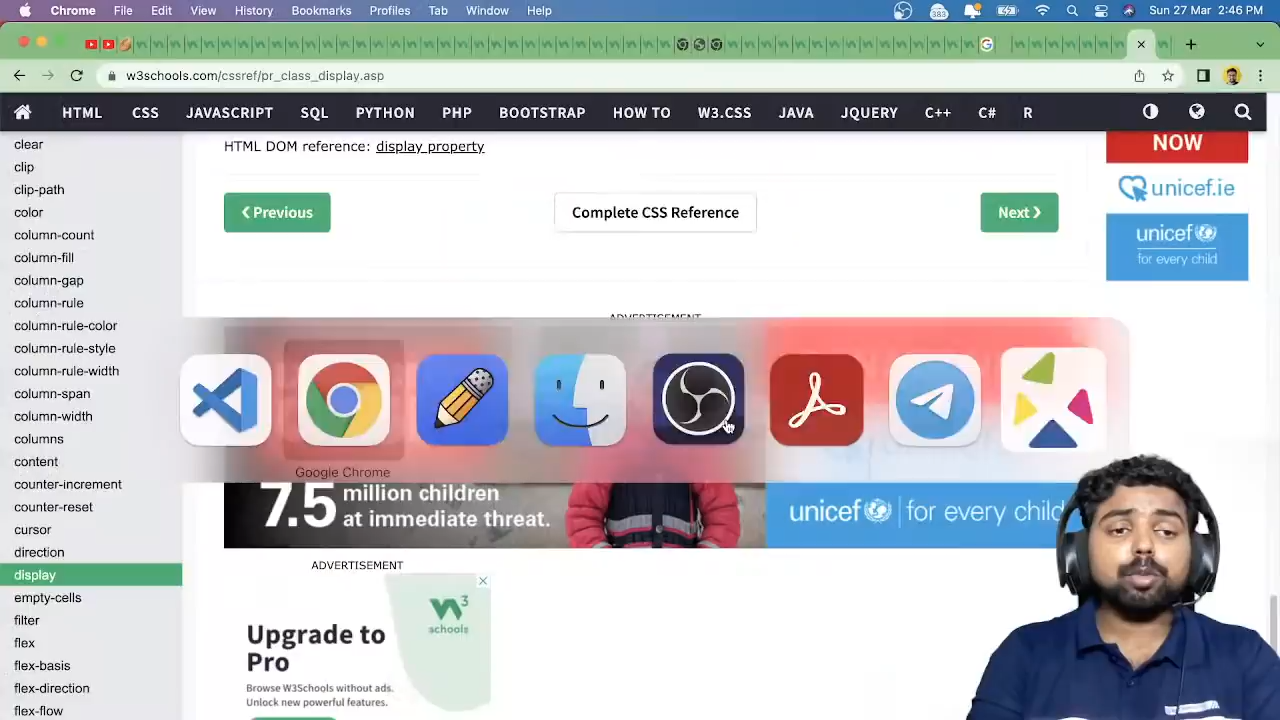 Chrome File Edit View History Bookmarks Profiles Tab Window Help
383
Sun 27 Mar 2:46 PM
w3schools.com/cssref/pr_class_display.asp
HTML CSS JAVASCRIPT SQL PYTHON PHP BOOTSTRAP HOW TO W3.CSS JAVA JQUERY C++ C# R
clear
clip
clip-path
color
column-count
column-fill
column-gap
column-rule
column-rule-color
column-rule-style
column-rule-width
column-span
column-width
columns
content
counter-increment
counter-reset
cursor
direction
display
empty-cells
filter
flex
flex-basis
flex-direction
flex-flow
HTML DOM reference: display property
❮ Previous
Complete CSS Reference
Next ❯
ADVERTISEMENT
Google Chrome
7.5 million children
at immediate threat.
unicef for every child
ADVERTISEMENT
w3
schools
Upgrade to
Pro
Browse W3Schools without ads.
Unlock new powerful features.
NOW
unicef.ie
unicef
for every child